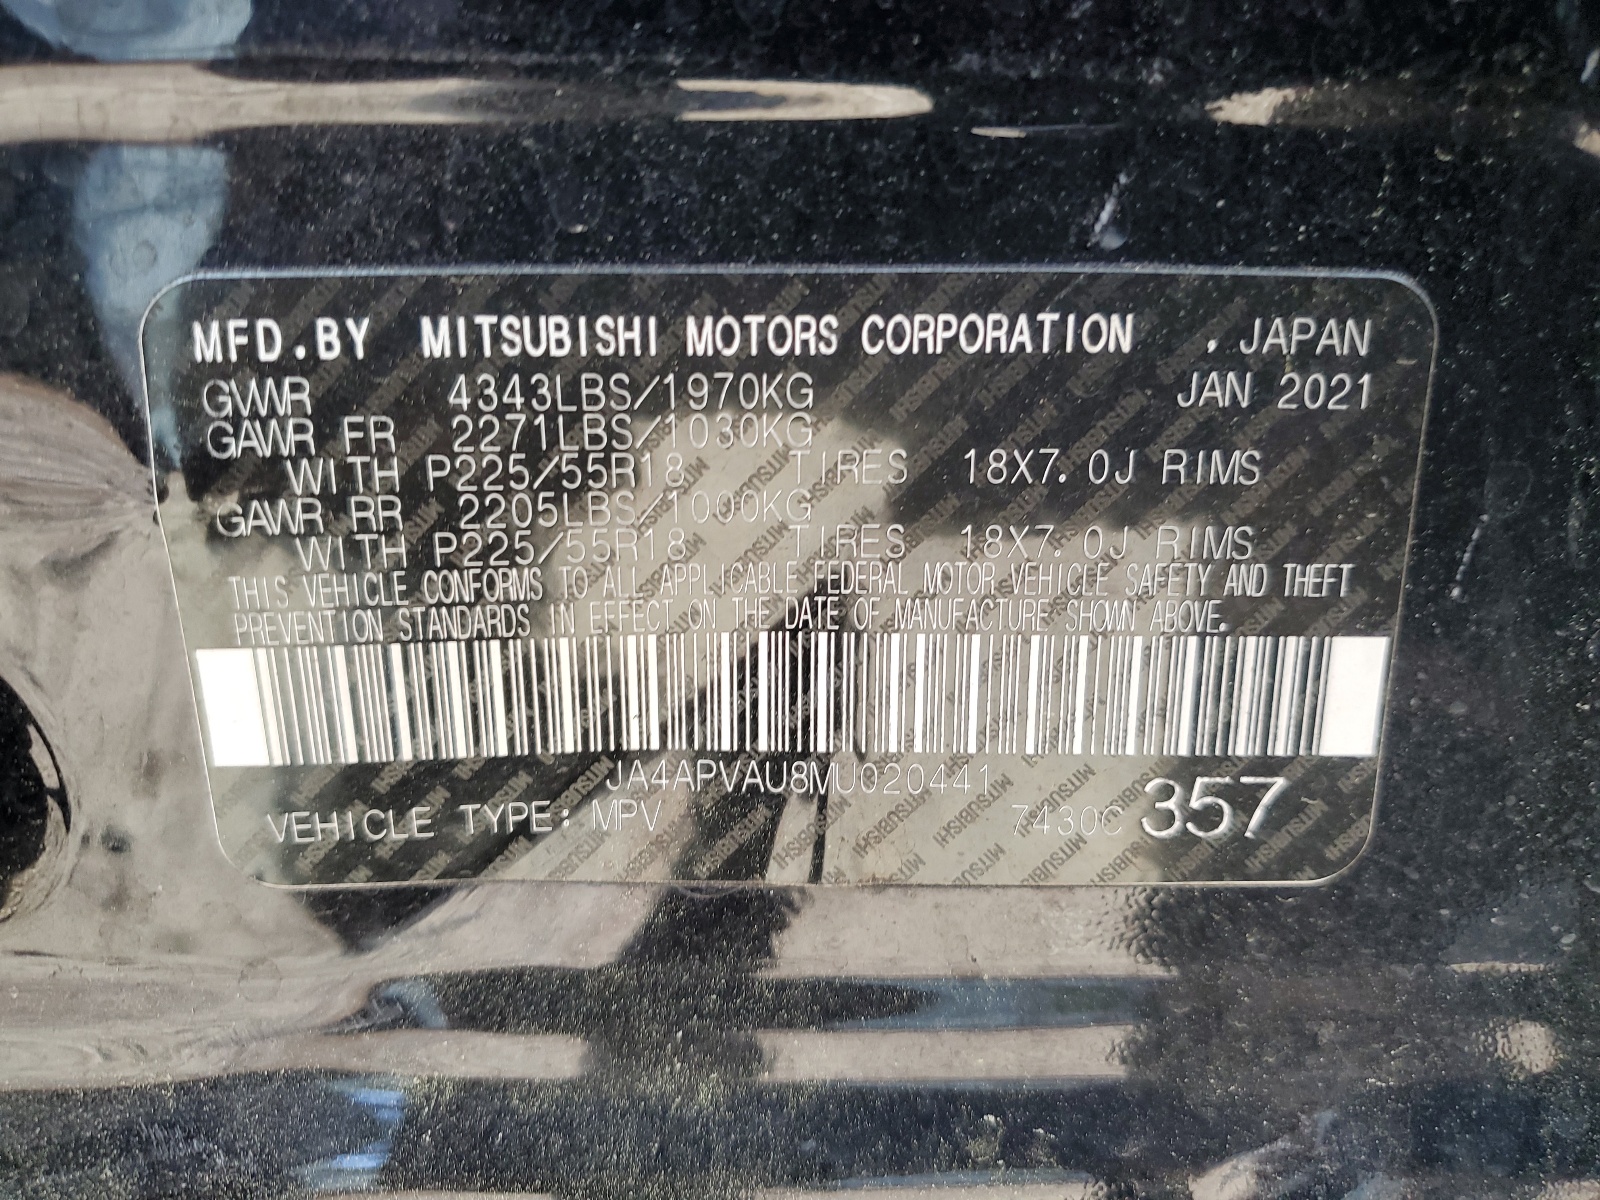 MFD.BY MITSUBISHI MOTORS CORPORATION . JAPAN
GVWR 4343LBS/1970KG JAN 2021
GAWR FR 2271LBS/1030KG
WITH P225/55R18 TIRES 18X7.0J RIMS
GAWR RR 2205LBS/1000KG
WITH P225/55R18 TIRES 18X7.0J RIMS
THIS VEHICLE CONFORMS TO ALL APPLICABLE FEDERAL MOTOR VEHICLE SAFETY AND THEFT
PREVENTION STANDARDS IN EFFECT ON THE DATE OF MANUFACTURE SHOWN ABOVE.
JA4APVAU8MU020441
VEHICLE TYPE: MPV 7430C 357